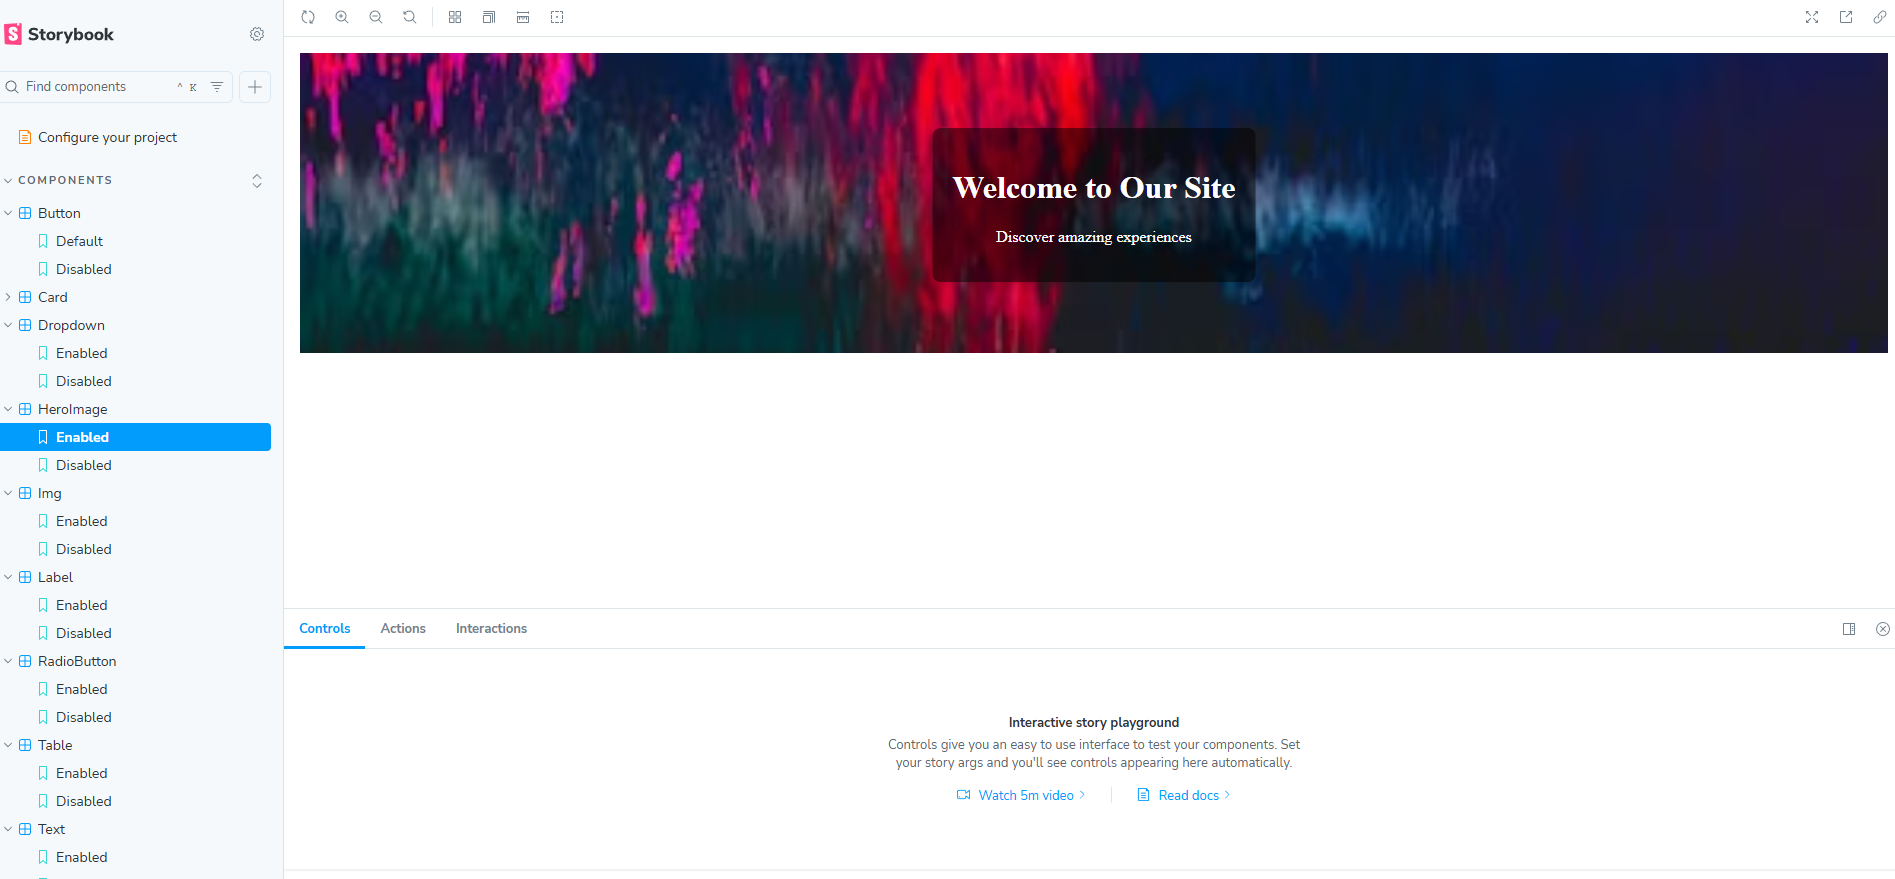 Storybook
Find components
^ K
Configure your project
COMPONENTS
Button
Default
Disabled
Card
Dropdown
Enabled
Disabled
HeroImage
Enabled
Disabled
Img
Enabled
Disabled
Label
Enabled
Disabled
RadioButton
Enabled
Disabled
Table
Enabled
Disabled
Text
Enabled
Welcome to Our Site
Discover amazing experiences
Controls
Actions
Interactions
Interactive story playground
Controls give you an easy to use interface to test your components. Set
your story args and you'll see controls appearing here automatically.
Watch 5m video
Read docs